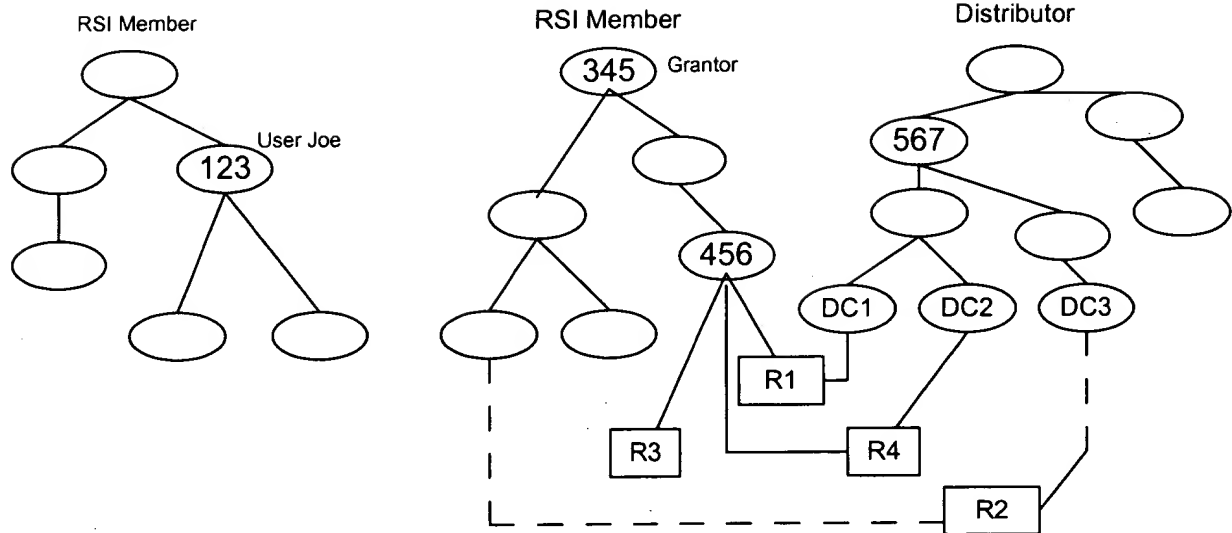 RSI Member
RSI Member
Distributor
345
Grantor
User Joe
123
567
456
DC1
DC2
DC3
R1
R3
R4
R2